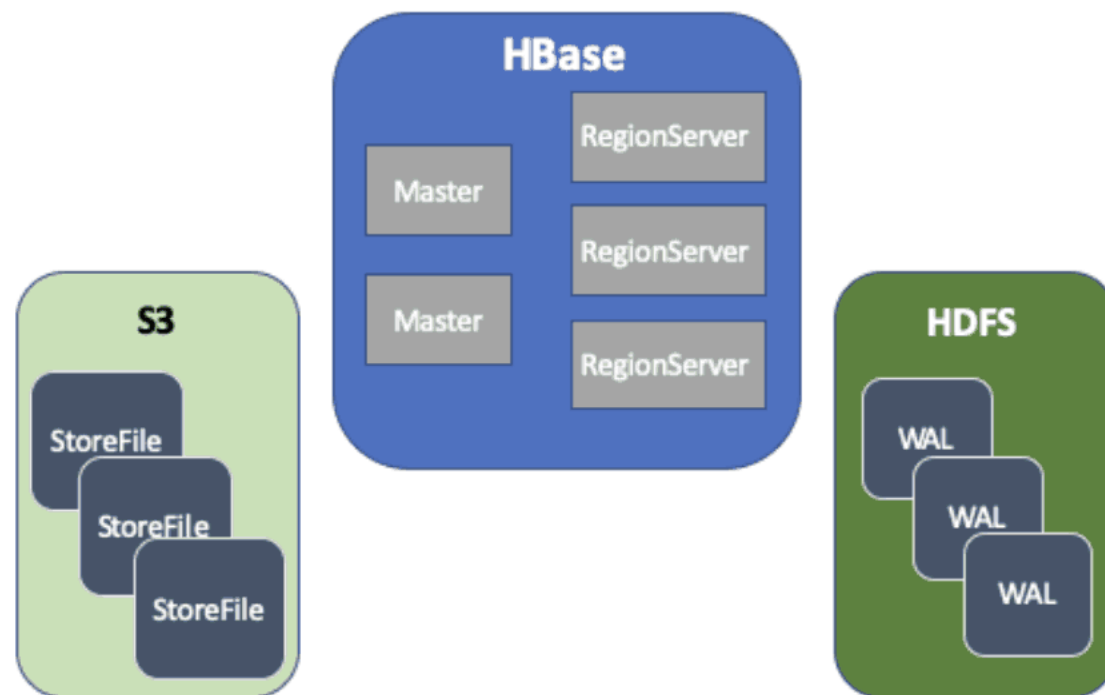 HBase
Master
Master
RegionServer
RegionServer
RegionServer
S3
StoreFile
StoreFile
StoreFile
HDFS
WAL
WAL
WAL